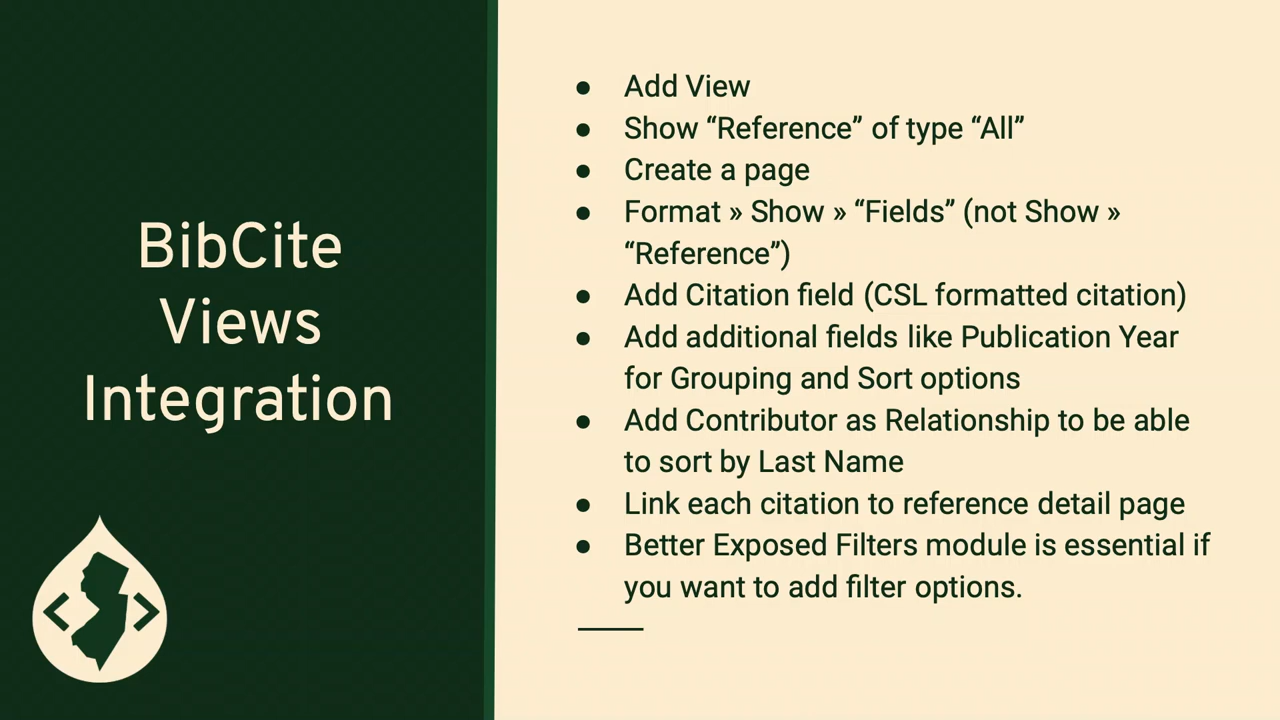 BibCite
Views
Integration
● Add View
● Show “Reference” of type “All”
● Create a page
● Format » Show » “Fields” (not Show »
“Reference”)
● Add Citation field (CSL formatted citation)
● Add additional fields like Publication Year
for Grouping and Sort options
● Add Contributor as Relationship to be able
to sort by Last Name
● Link each citation to reference detail page
● Better Exposed Filters module is essential if
you want to add filter options.